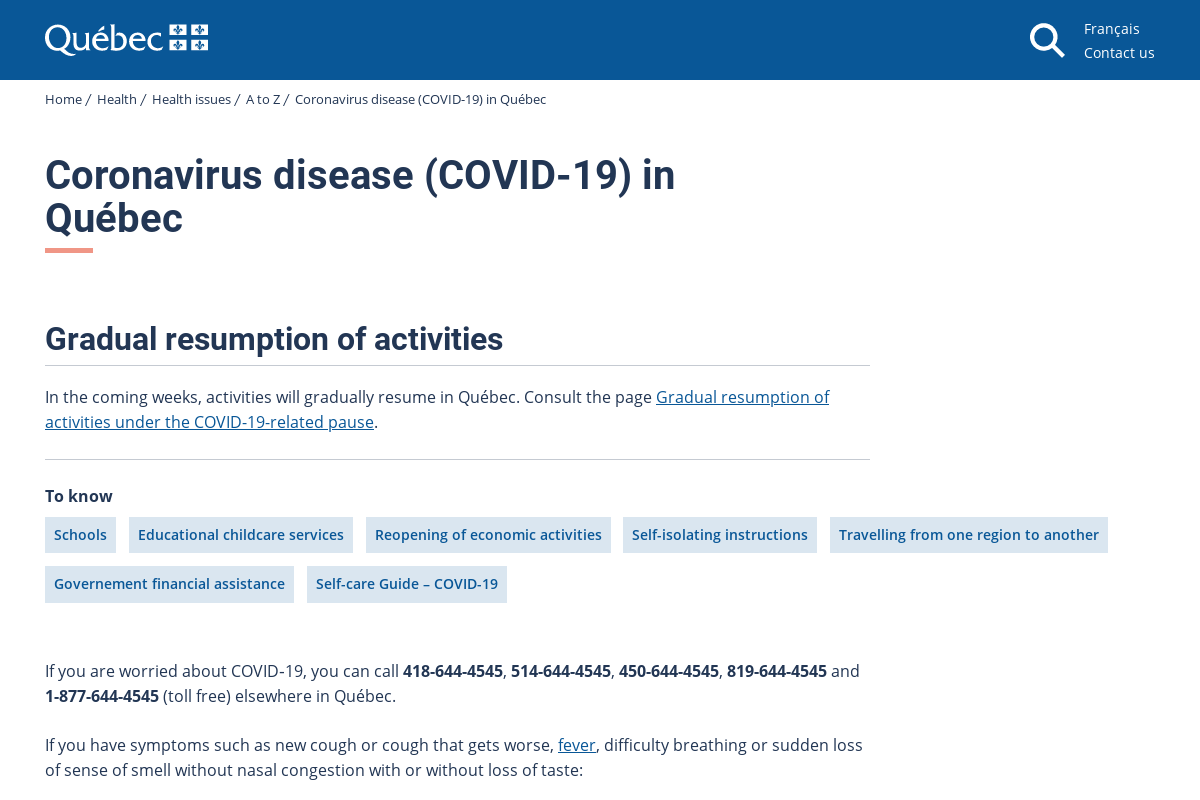 Québec
Français
Contact us
Home / Health / Health issues / A to Z / Coronavirus disease (COVID-19) in Québec
Coronavirus disease (COVID-19) in
Québec
Gradual resumption of activities
In the coming weeks, activities will gradually resume in Québec. Consult the page Gradual resumption of
activities under the COVID-19-related pause.
To know
Schools Educational childcare services Reopening of economic activities Self-isolating instructions Travelling from one region to another
Governement financial assistance Self-care Guide – COVID-19
If you are worried about COVID-19, you can call 418-644-4545, 514-644-4545, 450-644-4545, 819-644-4545 and
1-877-644-4545 (toll free) elsewhere in Québec.
If you have symptoms such as new cough or cough that gets worse, fever, difficulty breathing or sudden loss
of sense of smell without nasal congestion with or without loss of taste: